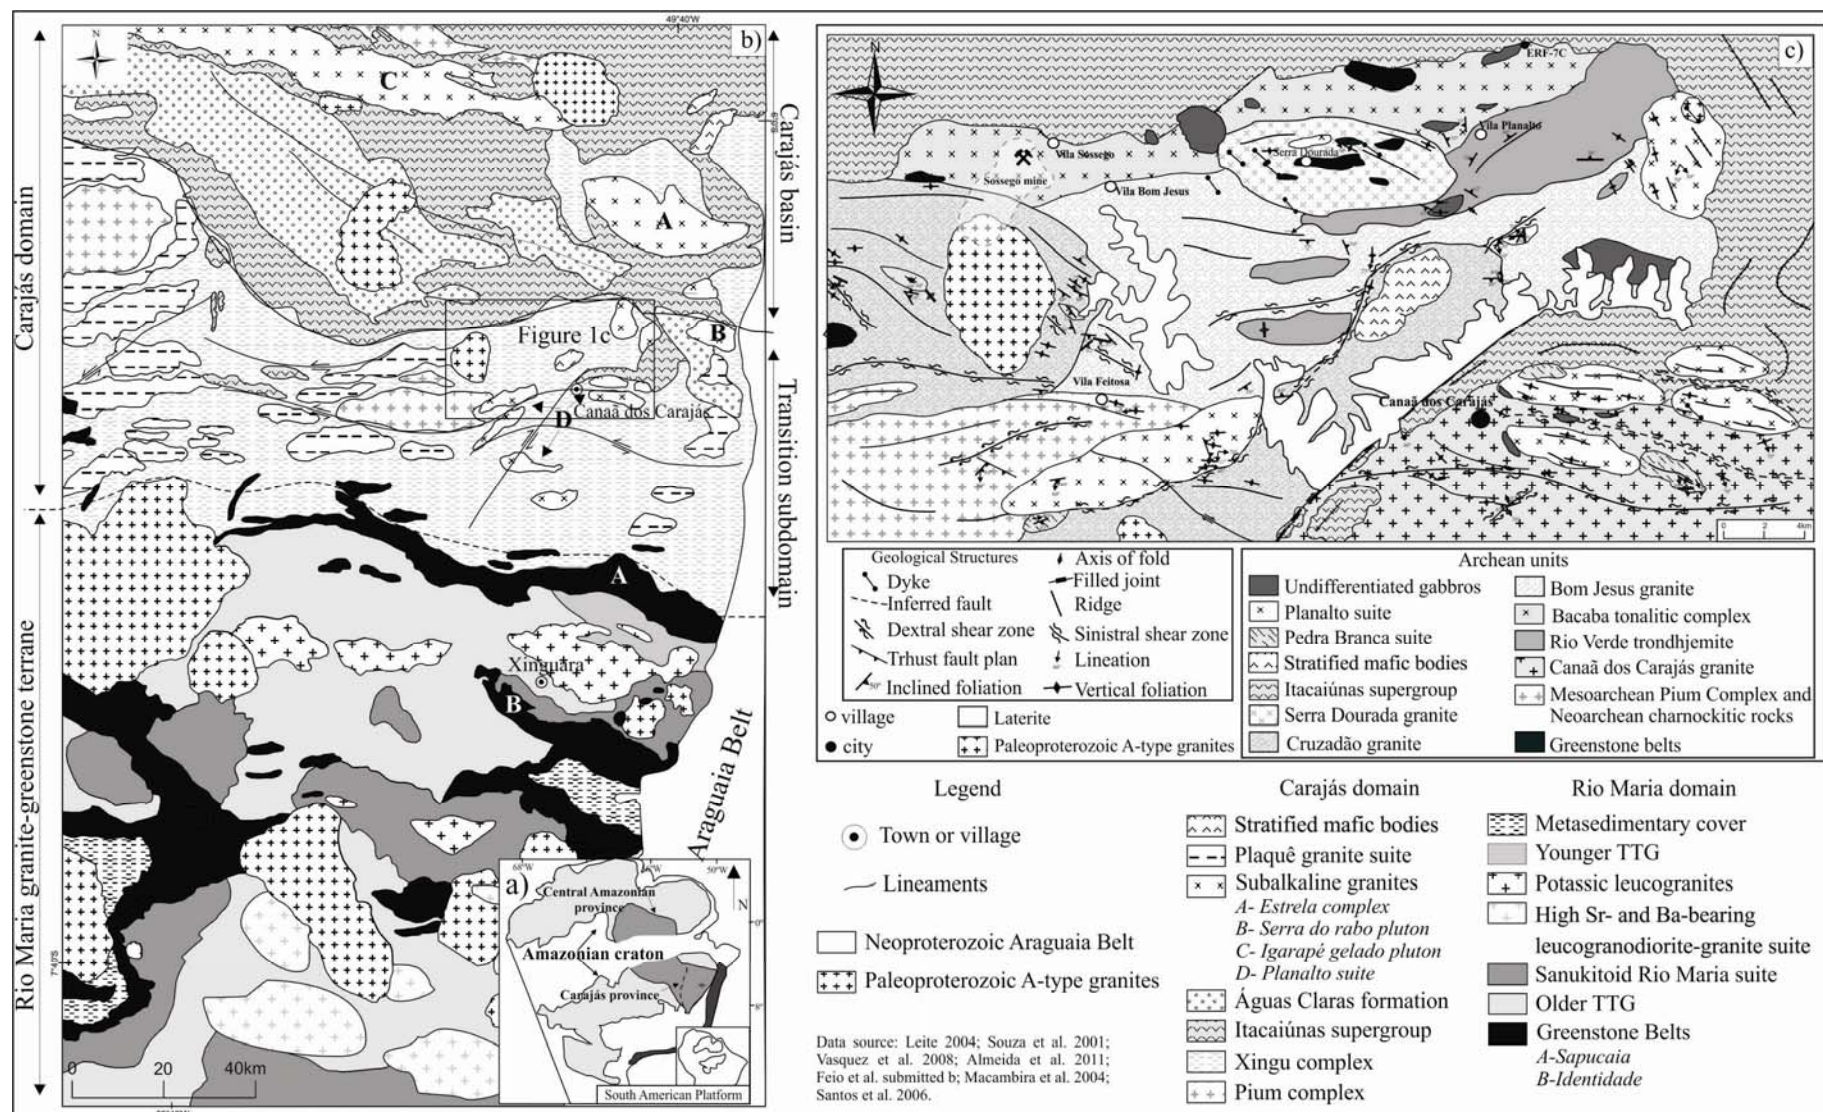 49°40'W
b)
N
C
A
B
Figure 1c
Canaã dos Carajás
D
A
Xinguara
B
Araguaia Belt
Carajás domain
Rio Maria granite-greenstone terrane
Carajás basin
Transition subdomain
7°40'S
0 20 40km
a)
68°W
50°W
N
Central Amazonian
province
0°
Amazonian craton
Carajás province
8°
South American Platform
c)
N
ERF-7C
Vila Planalto
Serra Dourada
Vila Sossego
Sossego mine
Vila Bom Jesus
Vila Feitosa
Canaã dos Carajás
0 2 4km
Geological Structures
Dyke
Inferred fault
Dextral shear zone
Trhust fault plan
50°
Inclined foliation
Axis of fold
Filled joint
Ridge
Sinistral shear zone
Lineation
Vertical foliation
village
city
Laterite
Paleoproterozoic A-type granites
Archean units
Undifferentiated gabbros
Planalto suite
Pedra Branca suite
Stratified mafic bodies
Itacaiúnas supergroup
Serra Dourada granite
Cruzadão granite
Bom Jesus granite
Bacaba tonalitic complex
Rio Verde trondhjemite
Canaã dos Carajás granite
Mesoarchean Pium Complex and
Neoarchean charnockitic rocks
Greenstone belts
Legend
Town or village
Lineaments
Neoproterozoic Araguaia Belt
Paleoproterozoic A-type granites
Data source: Leite 2004; Souza et al. 2001;
Vasquez et al. 2008; Almeida et al. 2011;
Feio et al. submitted b; Macambira et al. 2004;
Santos et al. 2006.
Carajás domain
Stratified mafic bodies
Plaquê granite suite
Subalkaline granites
A- Estrela complex
B- Serra do rabo pluton
C- Igarapé gelado pluton
D- Planalto suite
Águas Claras formation
Itacaiúnas supergroup
Xingu complex
Pium complex
Rio Maria domain
Metasedimentary cover
Younger TTG
Potassic leucogranites
High Sr- and Ba-bearing
leucogranodiorite-granite suite
Sanukitoid Rio Maria suite
Older TTG
Greenstone Belts
A-Sapucaia
B-Identidade